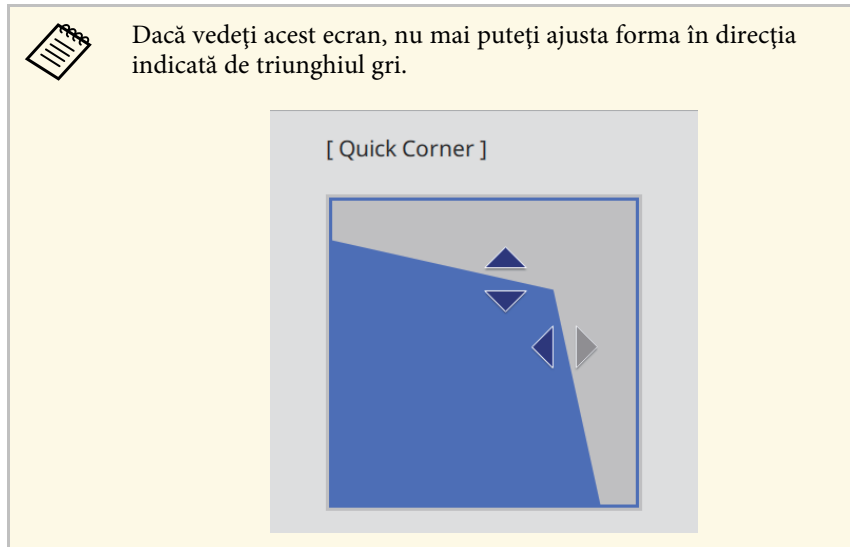 Dacă vedeţi acest ecran, nu mai puteţi ajusta forma în direcţia
indicată de triunghiul gri.
[ Quick Corner ]